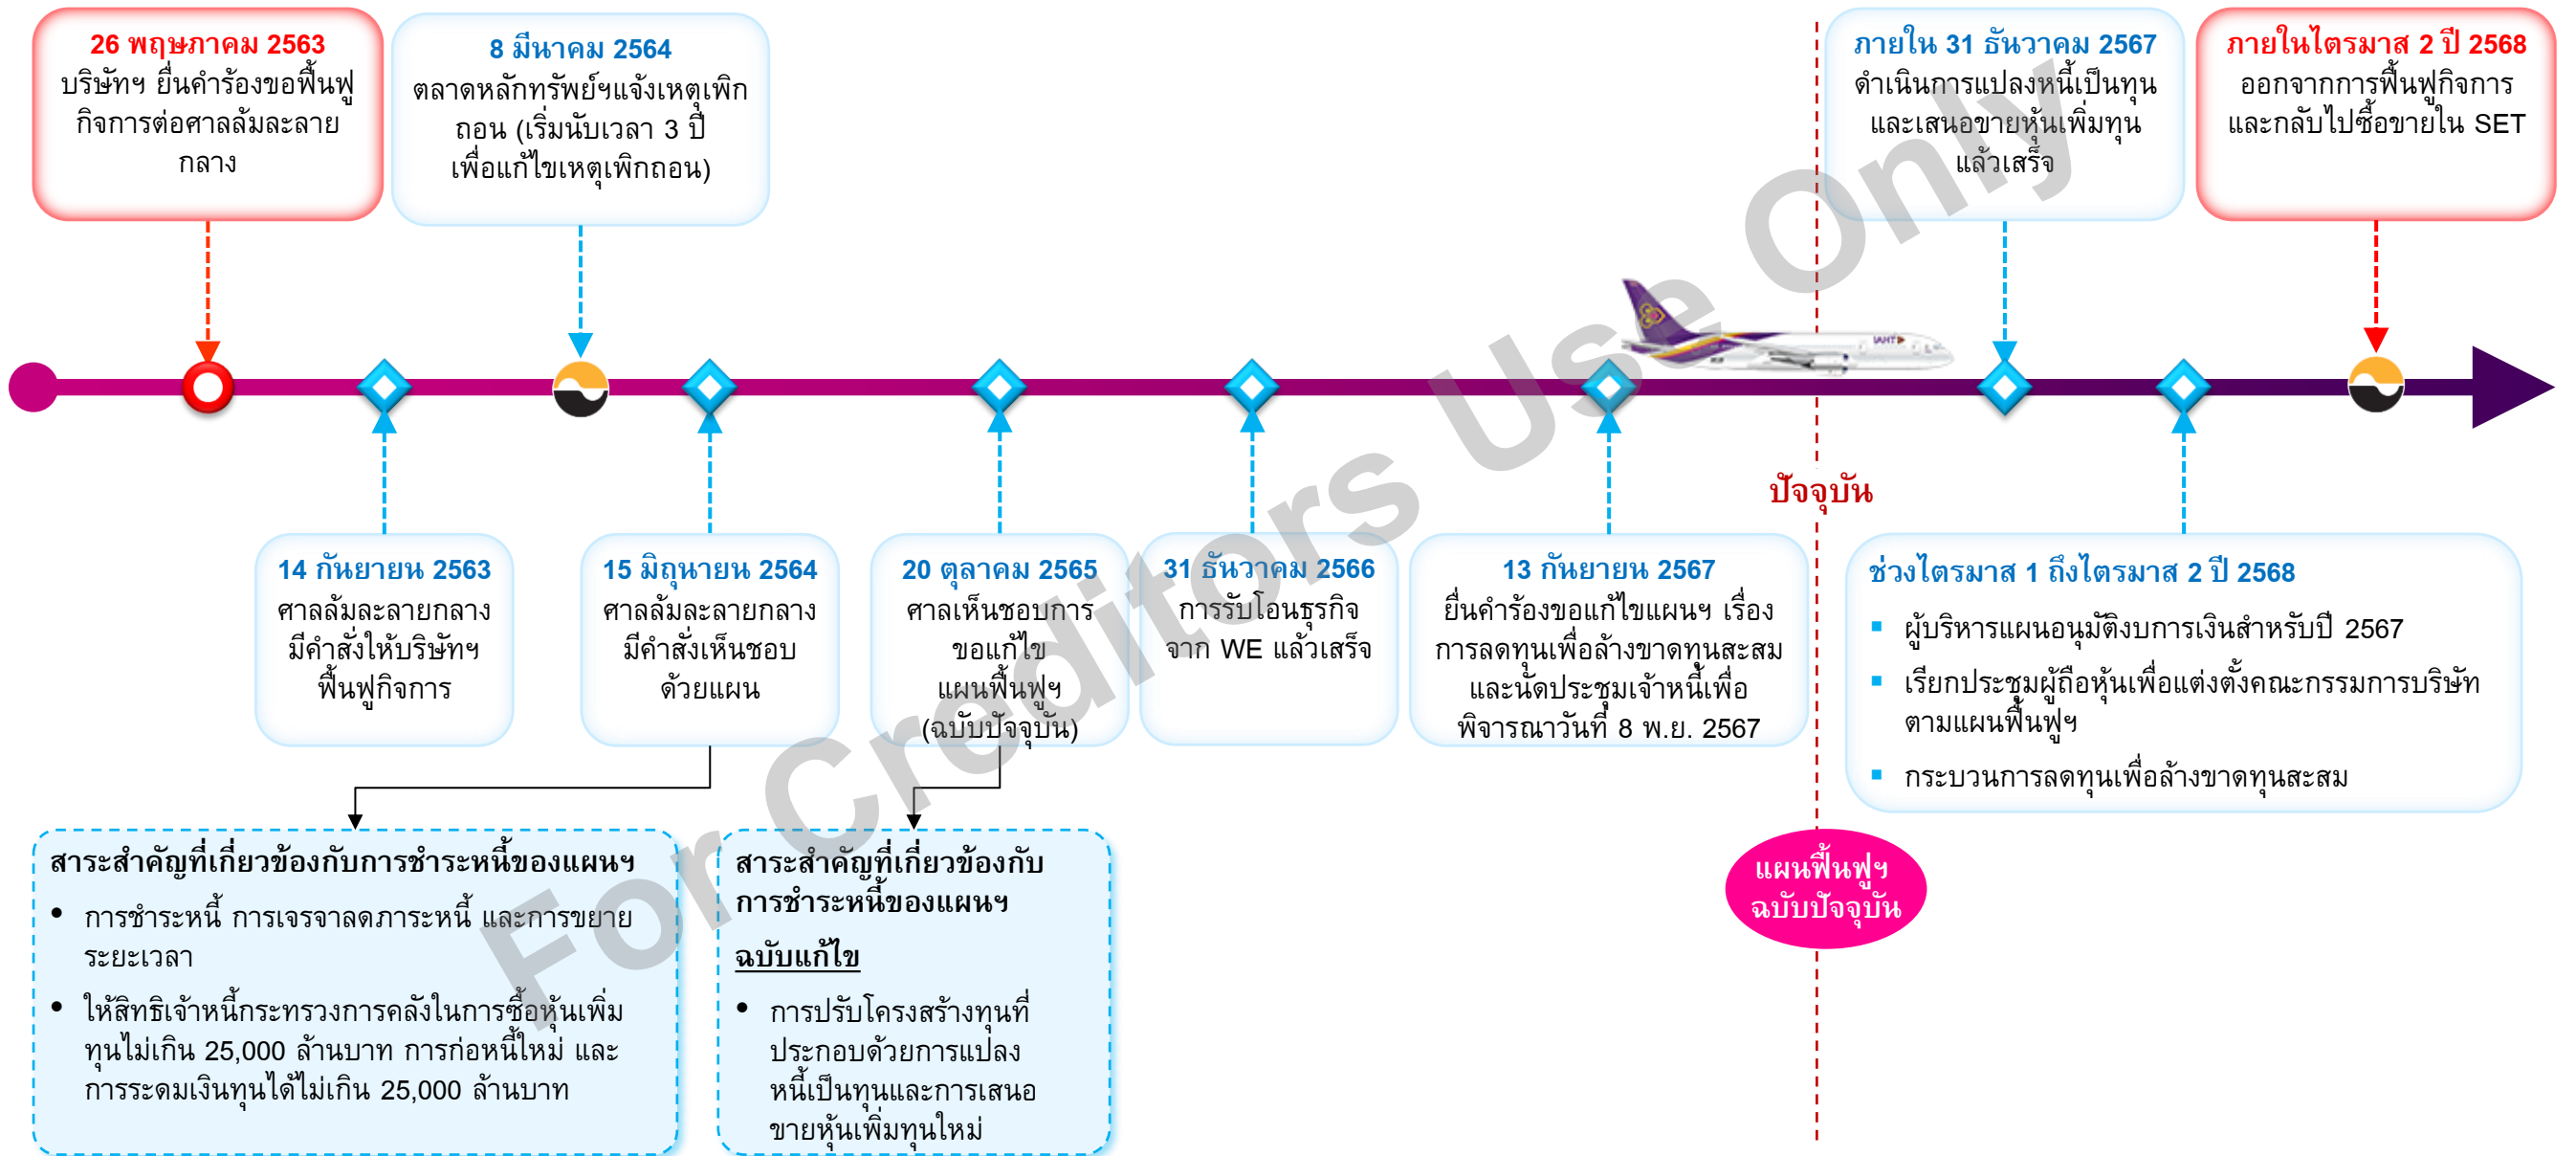 26 พฤษภาคม 2563
บริษัทฯ ยื่นคำร้องขอฟื้นฟู
กิจการต่อศาลล้มละลาย
กลาง
8 มีนาคม 2564
ตลาดหลักทรัพย์ฯแจ้งเหตุเพิก
ถอน (เริ่มนับเวลา 3 ปี
เพื่อแก้ไขเหตุเพิกถอน)
ภายใน 31 ธันวาคม 2567
ดำเนินการแปลงหนี้เป็นทุน
และเสนอขายหุ้นเพิ่มทุน
แล้วเสร็จ
ภายในไตรมาส 2 ปี 2568
ออกจากการฟื้นฟูกิจการ
และกลับไปซื้อขายใน SET
ปัจจุบัน
14 กันยายน 2563
ศาลล้มละลายกลาง
มีคำสั่งให้บริษัทฯ
ฟื้นฟูกิจการ
15 มิถุนายน 2564
ศาลล้มละลายกลาง
มีคำสั่งเห็นชอบ
ด้วยแผน
20 ตุลาคม 2565
ศาลเห็นชอบการ
ขอแก้ไข
แผนฟื้นฟูฯ
(ฉบับปัจจุบัน)
31 ธันวาคม 2566
การรับโอนธุรกิจ
จาก WE แล้วเสร็จ
13 กันยายน 2567
ยื่นคำร้องขอแก้ไขแผนฯ เรื่อง
การลดทุนเพื่อล้างขาดทุนสะสม
และนัดประชุมเจ้าหนี้เพื่อ
พิจารณาวันที่ 8 พ.ย. 2567
ช่วงไตรมาส 1 ถึงไตรมาส 2 ปี 2568
▪ ผู้บริหารแผนอนุมัติงบการเงินสำหรับปี 2567
▪ เรียกประชุมผู้ถือหุ้นเพื่อแต่งตั้งคณะกรรมการบริษัท
ตามแผนฟื้นฟูฯ
▪ กระบวนการลดทุนเพื่อล้างขาดทุนสะสม
สาระสำคัญที่เกี่ยวข้องกับการชำระหนี้ของแผนฯ
• การชำระหนี้ การเจรจาลดภาระหนี้ และการขยาย
ระยะเวลา
• ให้สิทธิเจ้าหนี้กระทรวงการคลังในการซื้อหุ้นเพิ่ม
ทุนไม่เกิน 25,000 ล้านบาท การก่อหนี้ใหม่ และ
การระดมเงินทุนได้ไม่เกิน 25,000 ล้านบาท
สาระสำคัญที่เกี่ยวข้องกับ
การชำระหนี้ของแผนฯ
ฉบับแก้ไข
• การปรับโครงสร้างทุนที่
ประกอบด้วยการแปลง
หนี้เป็นทุนและการเสนอ
ขายหุ้นเพิ่มทุนใหม่
แผนฟื้นฟูฯ
ฉบับปัจจุบัน
For Creditors Use Only